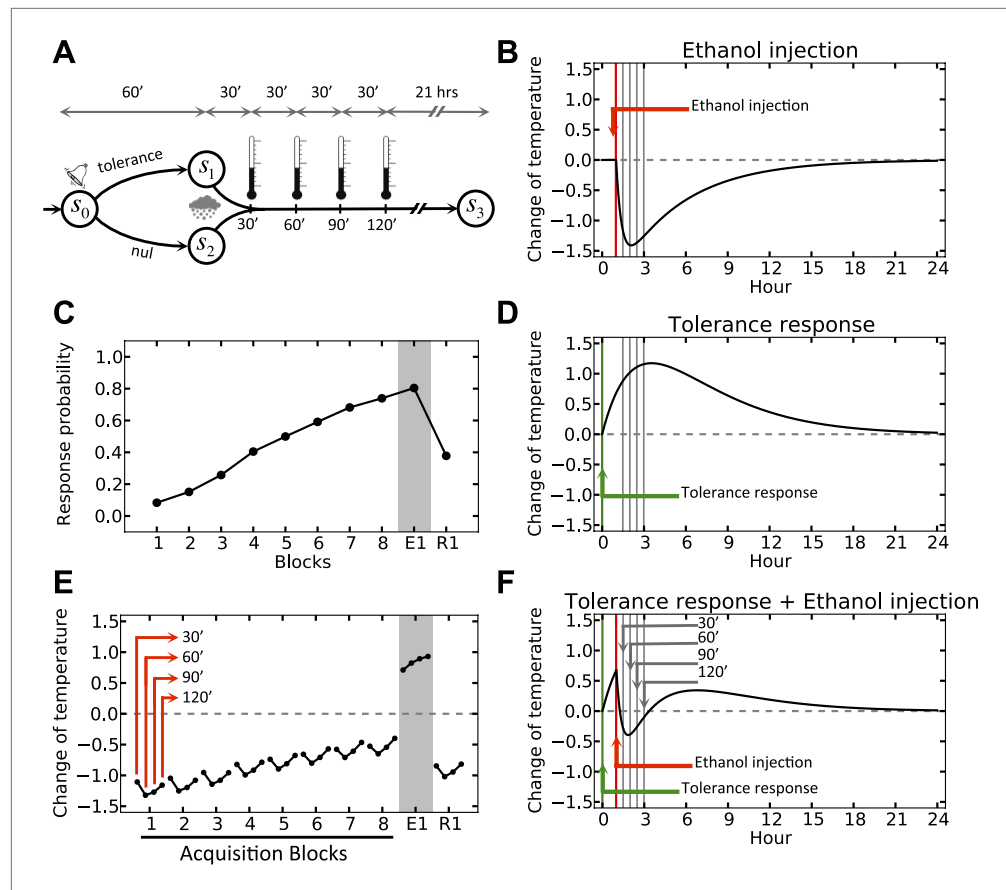 A
60’ 30’ 30’ 30’ 30’ 21 hrs
tolerance
S0
S1
S2
nul
30’ 60’ 90’ 120’
S3
B
Ethanol injection
Change of temperature
1.5
1.0
0.5
0.0
−0.5
−1.0
−1.5
Ethanol injection
0 3 6 9 12 15 18 21 24
Hour
C
Response probability
1.0
0.8
0.6
0.4
0.2
0.0
1 2 3 4 5 6 7 8 E1 R1
Blocks
D
Tolerance response
Change of temperature
1.5
1.0
0.5
0.0
−0.5
−1.0
−1.5
Tolerance response
0 3 6 9 12 15 18 21 24
Hour
E
Change of temperature
1.5
1.0
0.5
0.0
−0.5
−1.0
−1.5
30’
60’
90’
120’
1 2 3 4 5 6 7 8 E1 R1
Acquisition Blocks
F
Tolerance response + Ethanol injection
Change of temperature
1.5
1.0
0.5
0.0
−0.5
−1.0
−1.5
30’
60’
90’
120’
Ethanol injection
Tolerance response
0 3 6 9 12 15 18 21 24
Hour